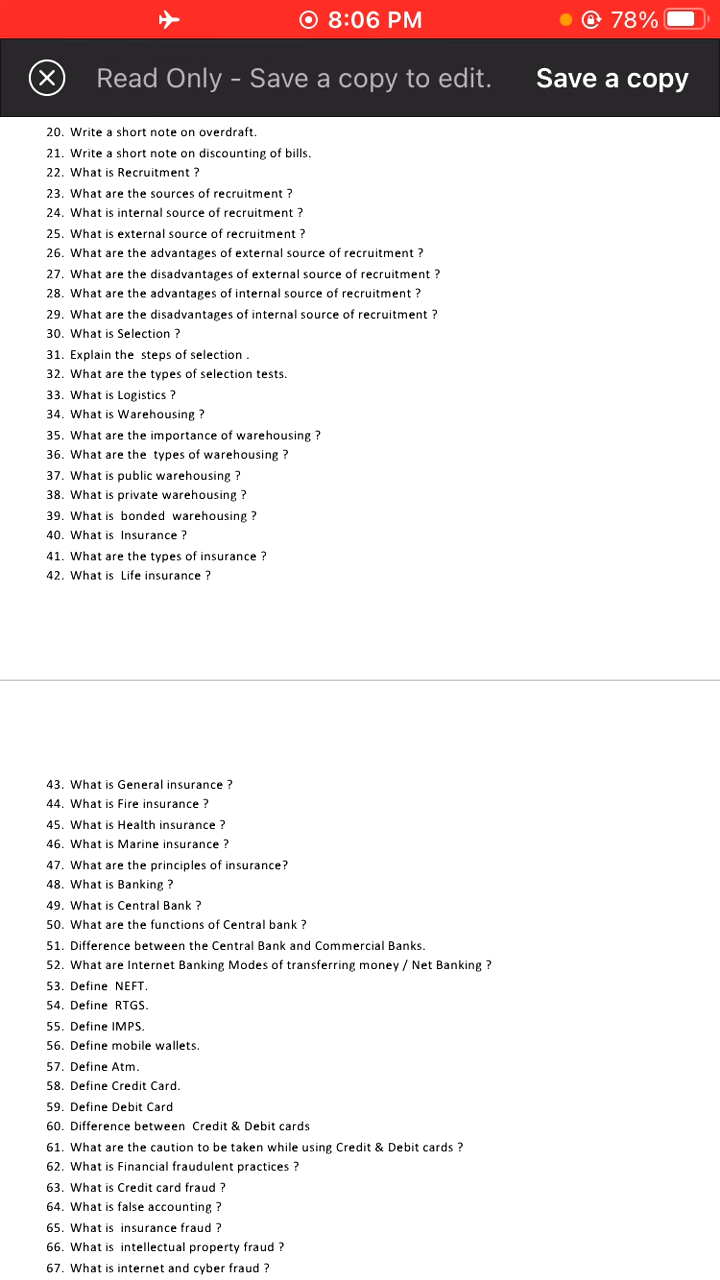 8:06 PM
78%
Read Only - Save a copy to edit.
Save a copy
20. Write a short note on overdraft.
21. Write a short note on discounting of bills.
22. What is Recruitment ?
23. What are the sources of recruitment ?
24. What is internal source of recruitment ?
25. What is external source of recruitment ?
26. What are the advantages of external source of recruitment ?
27. What are the disadvantages of external source of recruitment ?
28. What are the advantages of internal source of recruitment ?
29. What are the disadvantages of internal source of recruitment ?
30. What is Selection ?
31. Explain the steps of selection .
32. What are the types of selection tests.
33. What is Logistics ?
34. What is Warehousing ?
35. What are the importance of warehousing ?
36. What are the types of warehousing ?
37. What is public warehousing ?
38. What is private warehousing ?
39. What is bonded warehousing ?
40. What is Insurance ?
41. What are the types of insurance ?
42. What is Life insurance ?
43. What is General insurance ?
44. What is Fire insurance ?
45. What is Health insurance ?
46. What is Marine insurance ?
47. What are the principles of insurance?
48. What is Banking ?
49. What is Central Bank ?
50. What are the functions of Central bank ?
51. Difference between the Central Bank and Commercial Banks.
52. What are Internet Banking Modes of transferring money / Net Banking ?
53. Define NEFT.
54. Define RTGS.
55. Define IMPS.
56. Define mobile wallets.
57. Define Atm.
58. Define Credit Card.
59. Define Debit Card
60. Difference between Credit & Debit cards
61. What are the caution to be taken while using Credit & Debit cards ?
62. What is Financial fraudulent practices ?
63. What is Credit card fraud ?
64. What is false accounting ?
65. What is insurance fraud ?
66. What is intellectual property fraud ?
67. What is internet and cyber fraud ?